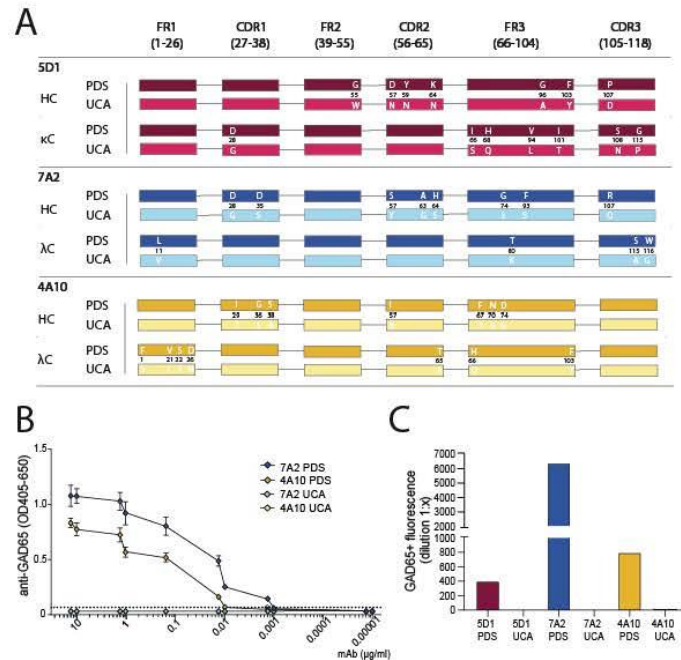 A
FR1 CDR1 FR2 CDR2 FR3 CDR3
(1-26) (27-38) (39-55) (56-65) (66-104) (105-118)
5D1
PDS G D Y K G F P
HC 55 57 59 64 96 103 107
UCA W N N N A Y D
PDS D I H V I S G
κC 28 66 68 94 101 108 115
UCA G S Q L T N P
7A2
PDS D D S A H G F R
HC 28 35 57 63 64 74 93 107
UCA G S Y G S S Q
PDS L T S W
λC 11 80 115 116
UCA V K A G
4A10
PDS I G S I F N D
HC 29 36 38 57 67 70 74
UCA
PDS F V S D T H F
λC 1 21 22 26 65 66 103
UCA
B
1.5
1.0
0.5
0
anti-GAD65 (OD405-650)
7A2 PDS
4A10 PDS
7A2 UCA
4A10 UCA
10 1 0.1 0.01 0.001 0.0001 0.00001
mAb (µg/ml)
C
GAD65+ fluorescence
(dilution 1:x)
7000
6000
5000
4000
3000
2000
1000
800
600
400
200
0
5D1 5D1 7A2 7A2 4A10 4A10
PDS UCA PDS UCA PDS UCA